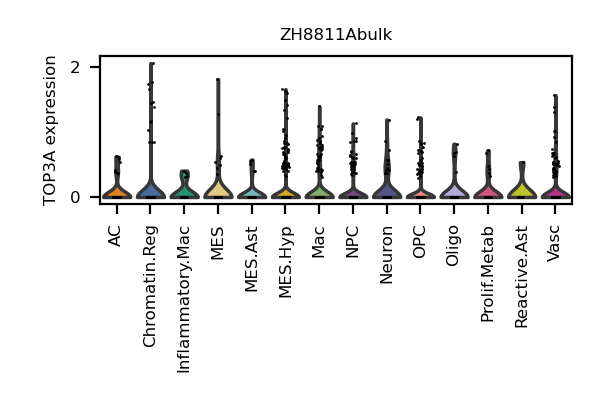 ZH8811Abulk
TOP3A expression
2
0
AC
Chromatin.Reg
Inflammatory.Mac
MES
MES.Ast
MES.Hyp
Mac
NPC
Neuron
OPC
Oligo
Prolif.Metab
Reactive.Ast
Vasc